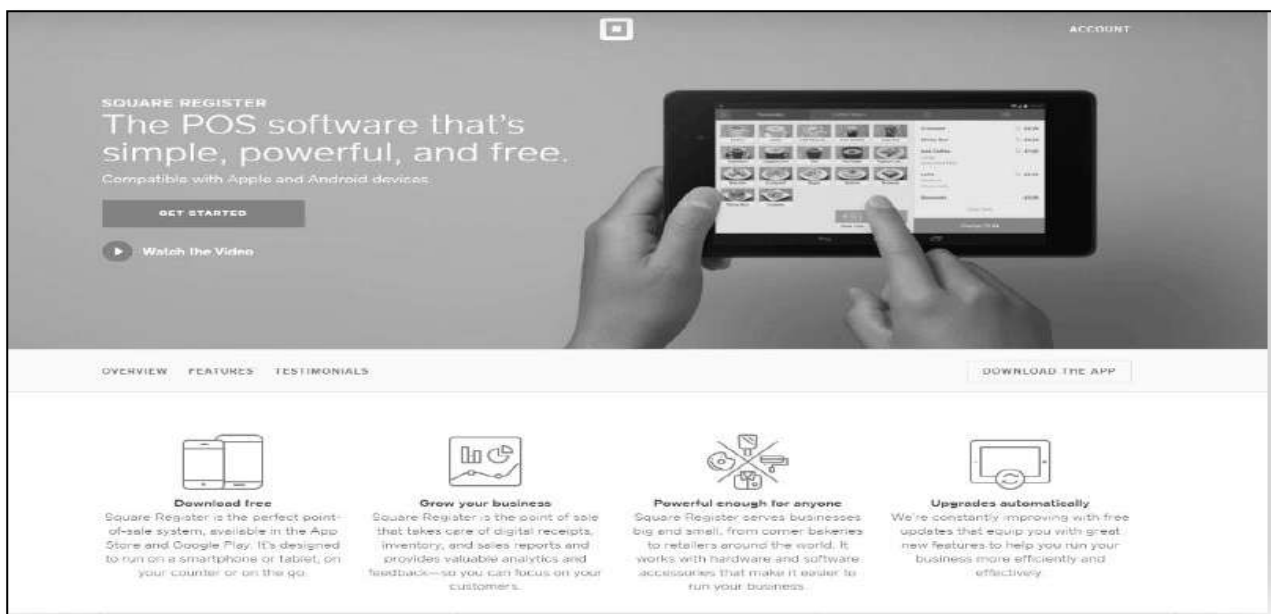 ACCOUNT
SQUARE REGISTER
The POS software that's
simple, powerful, and free.
Compatible with Apple and Android devices.
GET STARTED
Watch the Video
OVERVIEW FEATURES TESTIMONIALS
DOWNLOAD THE APP
Download free
Square Register is the perfect point-
of-sale system, available in the App
Store and Google Play. It's designed
to run on a smartphone or tablet, on
your counter or on the go.
Grow your business
Square Register is the point of sale
that takes care of digital receipts,
inventory, and sales reports and
provides valuable analytics and
feedback—so you can focus on your
customers.
Powerful enough for anyone
Square Register serves businesses
big and small, from corner bakeries
to retailers around the world. It
works with hardware and software
accessories that make it easier to
run your business.
Upgrades automatically
We're constantly improving with free
updates that equip you with great
new features to help you run your
business more efficiently and
effectively.